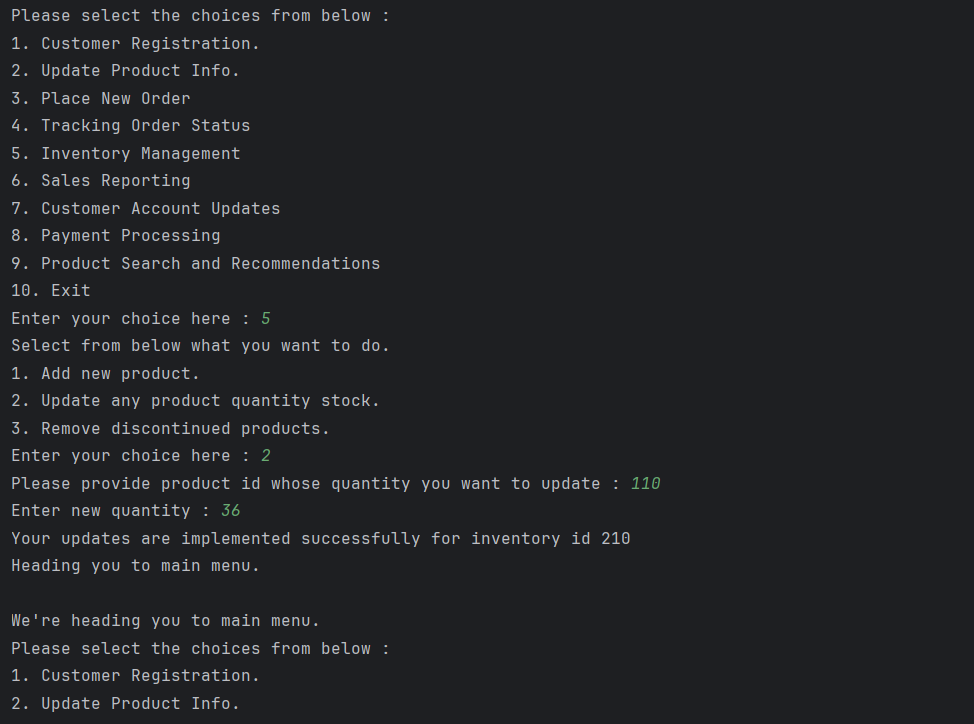 Please select the choices from below :
1. Customer Registration.
2. Update Product Info.
3. Place New Order
4. Tracking Order Status
5. Inventory Management
6. Sales Reporting
7. Customer Account Updates
8. Payment Processing
9. Product Search and Recommendations
10. Exit
Enter your choice here : 5
Select from below what you want to do.
1. Add new product.
2. Update any product quantity stock.
3. Remove discontinued products.
Enter your choice here : 2
Please provide product id whose quantity you want to update : 110
Enter new quantity : 36
Your updates are implemented successfully for inventory id 210
Heading you to main menu.

We're heading you to main menu.
Please select the choices from below :
1. Customer Registration.
2. Update Product Info.